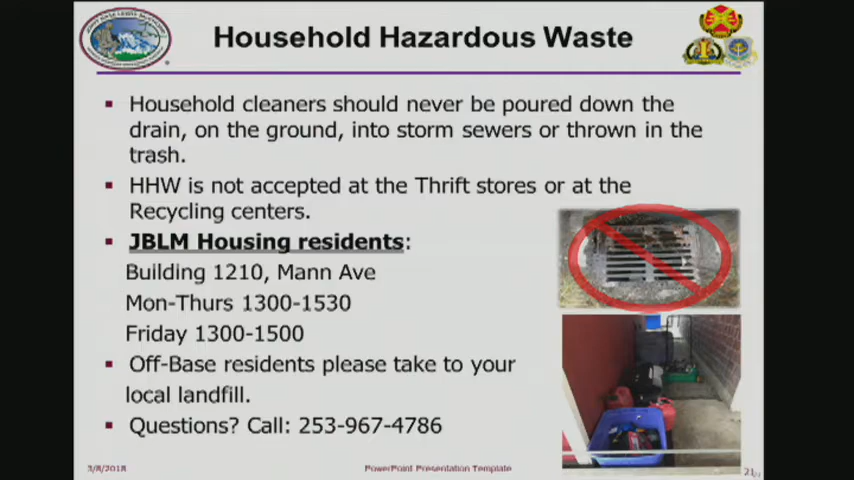 Household Hazardous Waste
▪ Household cleaners should never be poured down the
drain, on the ground, into storm sewers or thrown in the
trash.
▪ HHW is not accepted at the Thrift stores or at the
Recycling centers.
▪ JBLM Housing residents:
Building 1210, Mann Ave
Mon-Thurs 1300-1530
Friday 1300-1500
▪ Off-Base residents please take to your
local landfill.
▪ Questions? Call: 253-967-4786
3/8/2018
PowerPoint Presentation Template